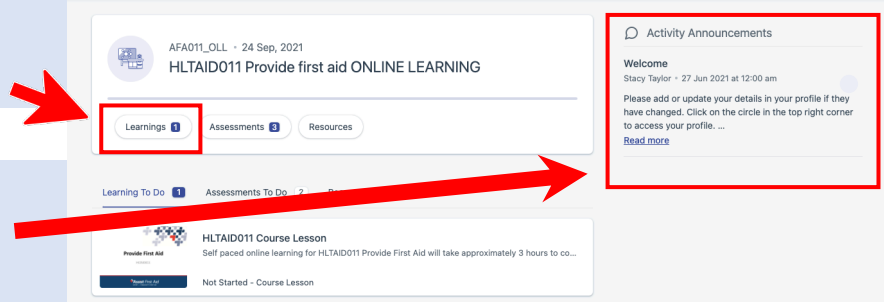 AFA011_OLL • 24 Sep, 2021
HLTAID011 Provide first aid ONLINE LEARNING
Learnings 1
Assessments 3
Resources
Learning To Do 1
Assessments To Do 2
Provide First Aid
HLTAID011 Course Lesson
Self paced online learning for HLTAID011 Provide First Aid will take approximately 3 hours to co...
Not Started - Course Lesson
Activity Announcements
Welcome
Stacy Taylor • 27 Jun 2021 at 12:00 am
Please add or update your details in your profile if they
have changed. Click on the circle in the top right corner
to access your profile. ...
Read more